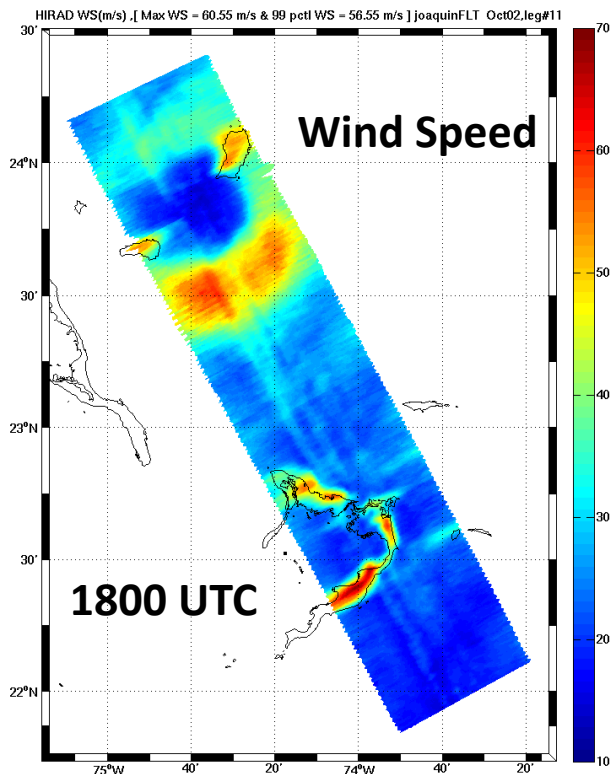 HIRAD WS(m/s) ,[ Max WS = 60.55 m/s & 99 pctl WS = 56.55 m/s ] joaquinFLT Oct02,leg#11
30'
70
Wind Speed
24°N
60
50
30'
40
23°N
30
30'
1800 UTC
20
22°N
10
75°W
40'
20'
74°W
40'
20'